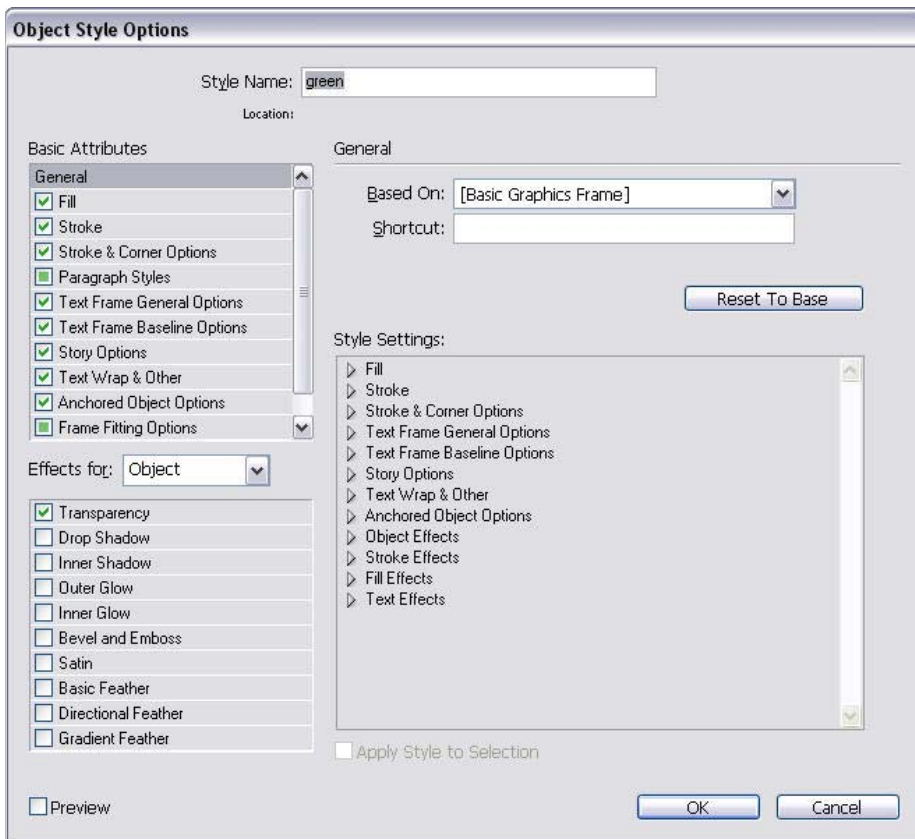 Object Style Options
Style Name: green
Location:
Basic Attributes
General
Fill
Stroke
Stroke & Corner Options
Paragraph Styles
Text Frame General Options
Text Frame Baseline Options
Story Options
Text Wrap & Other
Anchored Object Options
Frame Fitting Options
Effects for: Object
Transparency
Drop Shadow
Inner Shadow
Outer Glow
Inner Glow
Bevel and Emboss
Satin
Basic Feather
Directional Feather
Gradient Feather
Preview
General
Based On: [Basic Graphics Frame]
Shortcut:
Reset To Base
Style Settings:
Fill
Stroke
Stroke & Corner Options
Text Frame General Options
Text Frame Baseline Options
Story Options
Text Wrap & Other
Anchored Object Options
Object Effects
Stroke Effects
Fill Effects
Text Effects
Apply Style to Selection
OK
Cancel